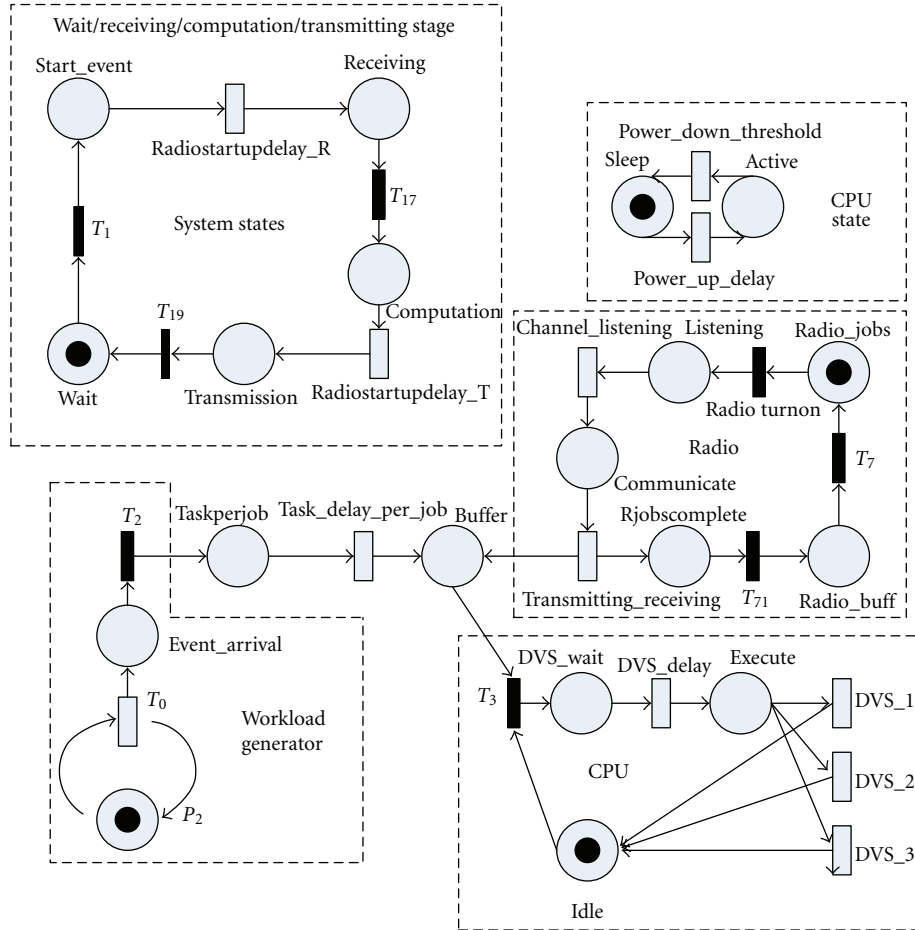 Wait/receiving/computation/transmitting stage
Start_event
Receiving
Radiostartupdelay_R
T17
T1
System states
Computation
T19
Wait
Transmission
Radiostartupdelay_T
Power_down_threshold
Sleep
Active
CPU
state
Power_up_delay
Channel_listening
Listening
Radio_jobs
Radio turnon
Radio
T7
Communicate
Rjobscomplete
Transmitting_receiving
T71
Radio_buff
T2
Taskperjob
Task_delay_per_job
Buffer
Event_arrival
T0
Workload
generator
P2
DVS_wait
DVS_delay
Execute
T3
DVS_1
CPU
DVS_2
DVS_3
Idle